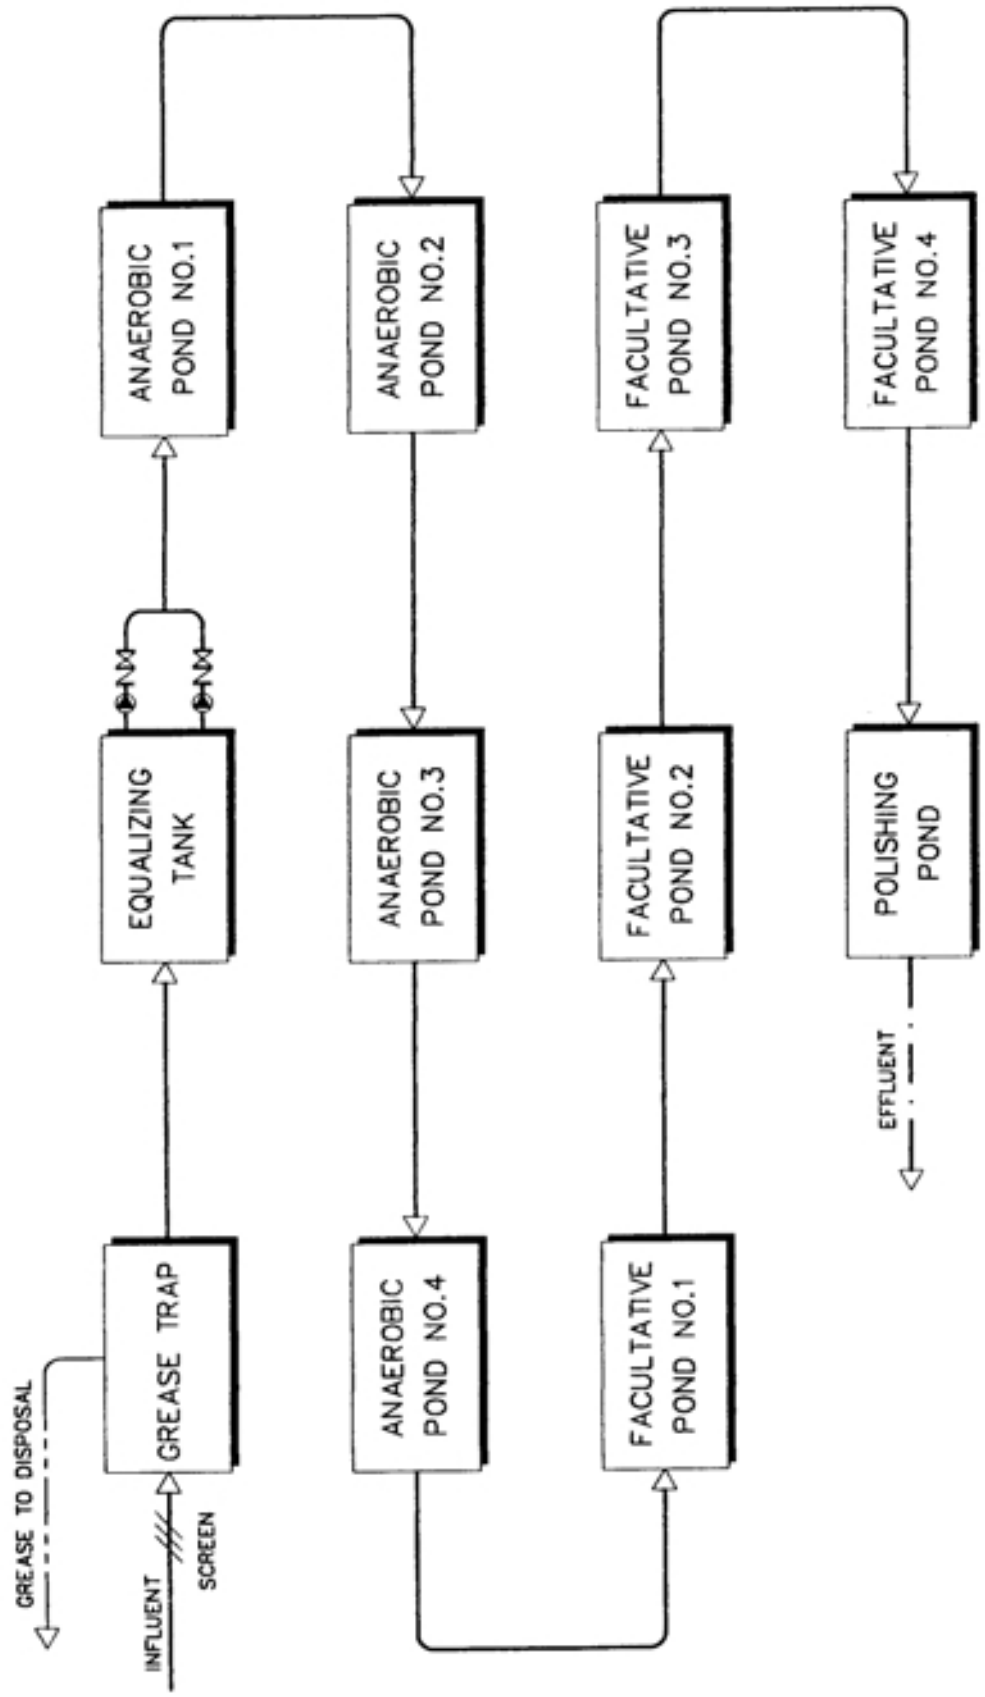 GREASE TO DISPOSAL
INFLUENT
SCREEN
GREASE TRAP
EQUALIZING
TANK
ANAEROBIC
POND NO.1
ANAEROBIC
POND NO.2
ANAEROBIC
POND NO.3
ANAEROBIC
POND NO.4
FACULTATIVE
POND NO.1
FACULTATIVE
POND NO.2
FACULTATIVE
POND NO.3
FACULTATIVE
POND NO.4
POLISHING
POND
EFFLUENT